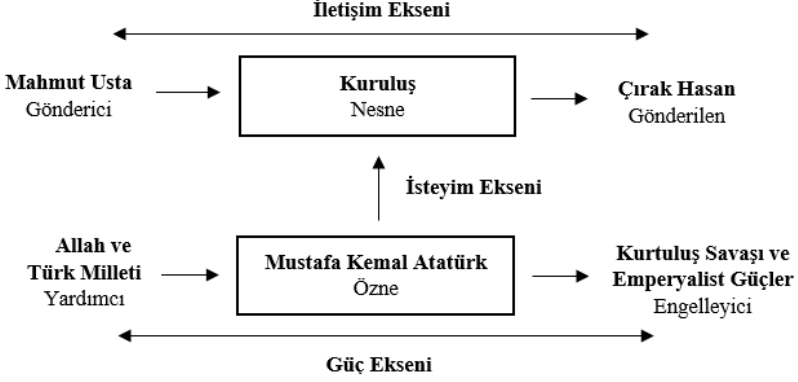 İletişim Ekseni
Mahmut Usta
Gönderici
Kuruluş
Nesne
Çırak Hasan
Gönderilen
İsteyim Ekseni
Allah ve
Türk Milleti
Yardımcı
Mustafa Kemal Atatürk
Özne
Kurtuluş Savaşı ve
Emperyalist Güçler
Engelleyici
Güç Ekseni